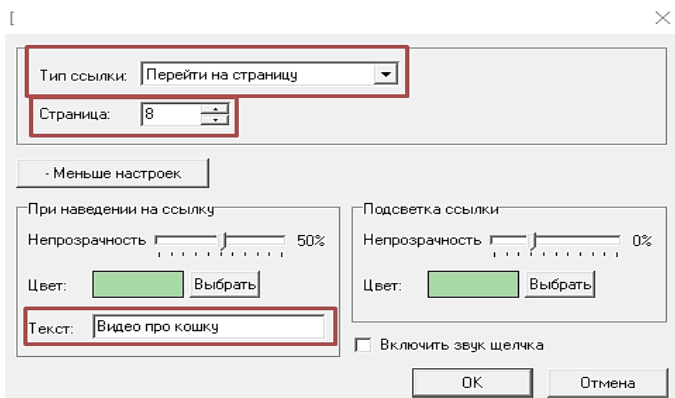 [
Тип ссылки: Перейти на страницу
Страница: 8
- Меньше настроек
При наведении на ссылку
Непрозрачность 50%
Цвет: Выбрать
Текст: Видео про кошку
Подсветка ссылки
Непрозрачность 0%
Цвет: Выбрать
Включить звук щелчка
OK Отмена